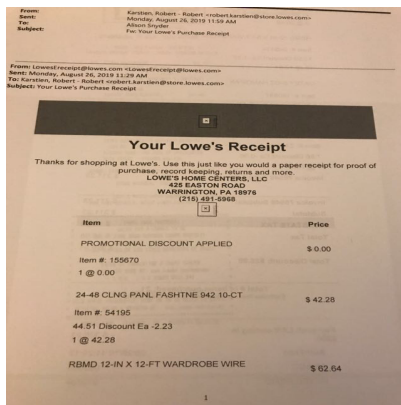 From: Karstien, Robert - Robert <robert.karstien@store.lowes.com>
Sent: Monday, August 26, 2019 11:59 AM
To: Alison Snyder
Subject: Fw: Your Lowe's Purchase Receipt
From: LowesEreceipt@lowes.com <LowesEreceipt@lowes.com>
Sent: Monday, August 26, 2019 11:29 AM
To: Karstien, Robert - Robert <robert.karstien@store.lowes.com>
Subject: Your Lowe's Purchase Receipt
Your Lowe's Receipt
Thanks for shopping at Lowe's. Use this just like you would a paper receipt for proof of
purchase, record keeping, returns and more.
LOWE'S HOME CENTERS, LLC
425 EASTON ROAD
WARRINGTON, PA 18976
(215) 491-5968
Item Price
PROMOTIONAL DISCOUNT APPLIED $ 0.00
Item #: 155670
1 @ 0.00
24-48 CLNG PANL FASHTNE 942 10-CT $ 42.28
Item #: 54195
44.51 Discount Ea -2.23
1 @ 42.28
RBMD 12-IN X 12-FT WARDROBE WIRE $ 62.64
1